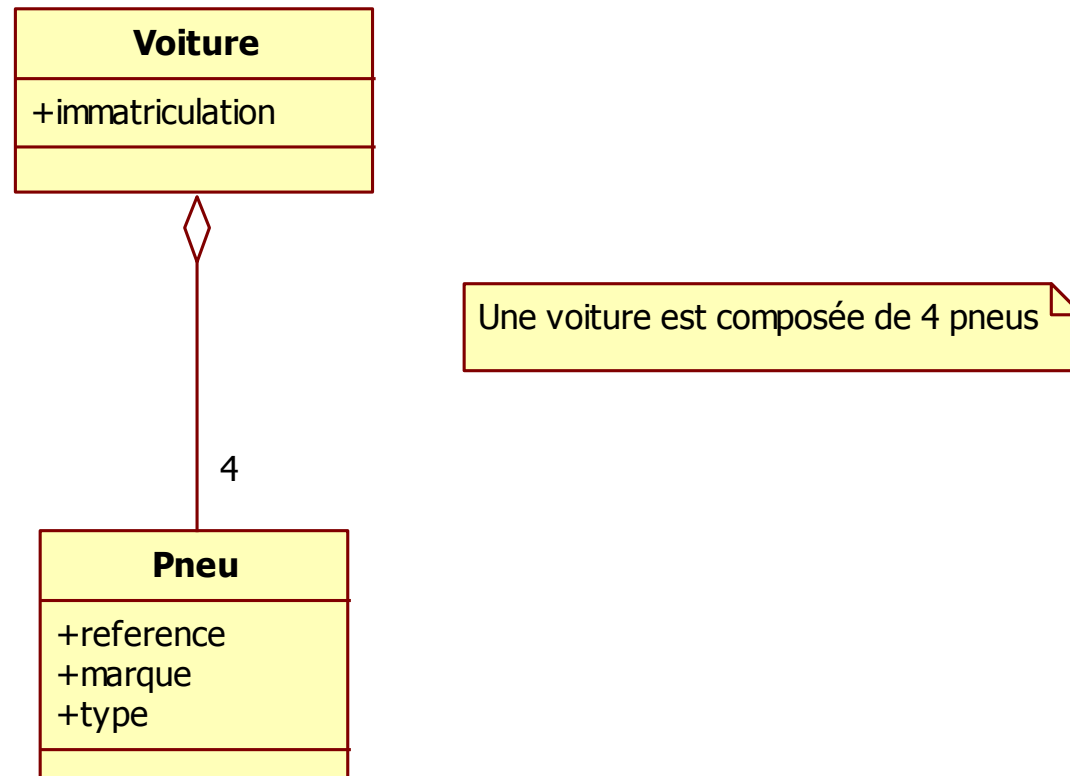 Voiture
+immatriculation
Une voiture est composée de 4 pneus
4
Pneu
+reference
+marque
+type